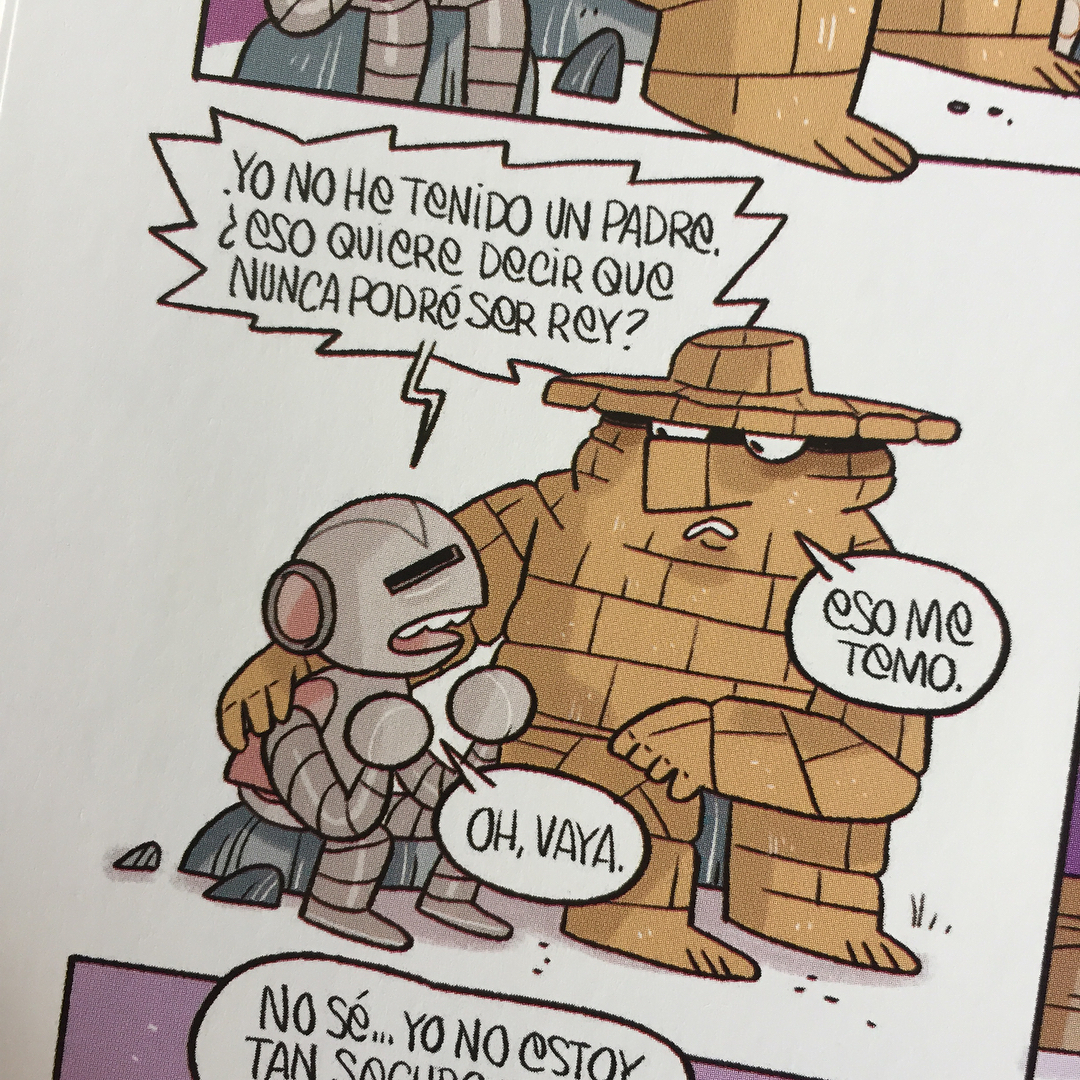 YO NO HE TENIDO UN PADRE.
¿ESO QUIERE DECIR QUE
NUNCA PODRÉ SER REY?
ESO ME
TEMO.
OH, VAYA.
NO SÉ... YO NO ESTOY
TAN